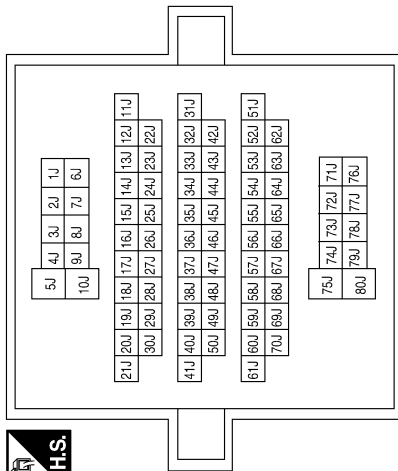 H.S.
5J 4J 3J 2J 1J
10J 9J 8J 7J 6J
21J 20J 19J 18J 17J 16J 15J 14J 13J 12J 11J
30J 29J 28J 27J 26J 25J 24J 23J 22J
41J 40J 39J 38J 37J 36J 35J 34J 33J 32J 31J
50J 49J 48J 47J 46J 45J 44J 43J 42J
61J 60J 59J 58J 57J 56J 55J 54J 53J 52J 51J
70J 69J 68J 67J 66J 65J 64J 63J 62J
75J 74J 73J 72J 71J
80J 79J 78J 77J 76J